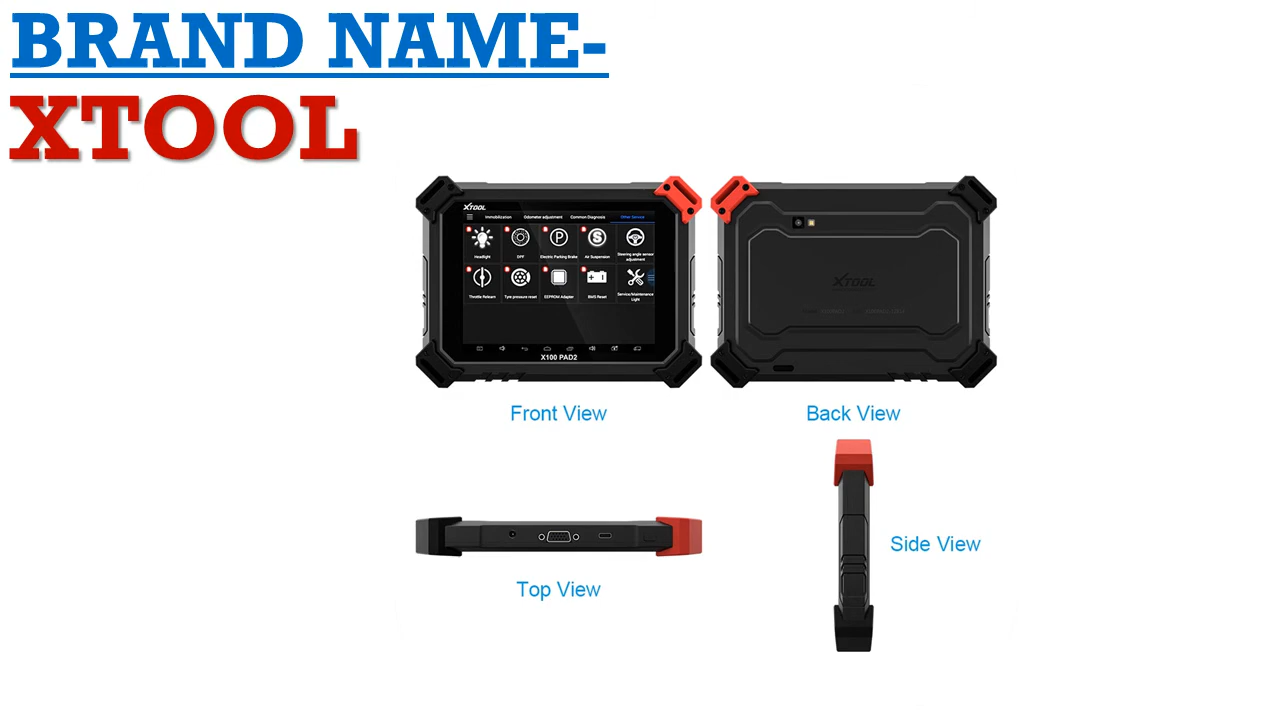 BRAND NAME-
XTOOL
XTOOL
Immobilization Odometer adjustment Common Diagnosis Other Service
Headlight DPF Electric Parking Brake Air Suspension Steering angle sensor adjustment
Throttle Relearn Tyre pressure reset EEPROM Adapter BMS Reset Service/Maintenance Light
X100 PAD2
XTOOL
Front View
Back View
Side View
Top View